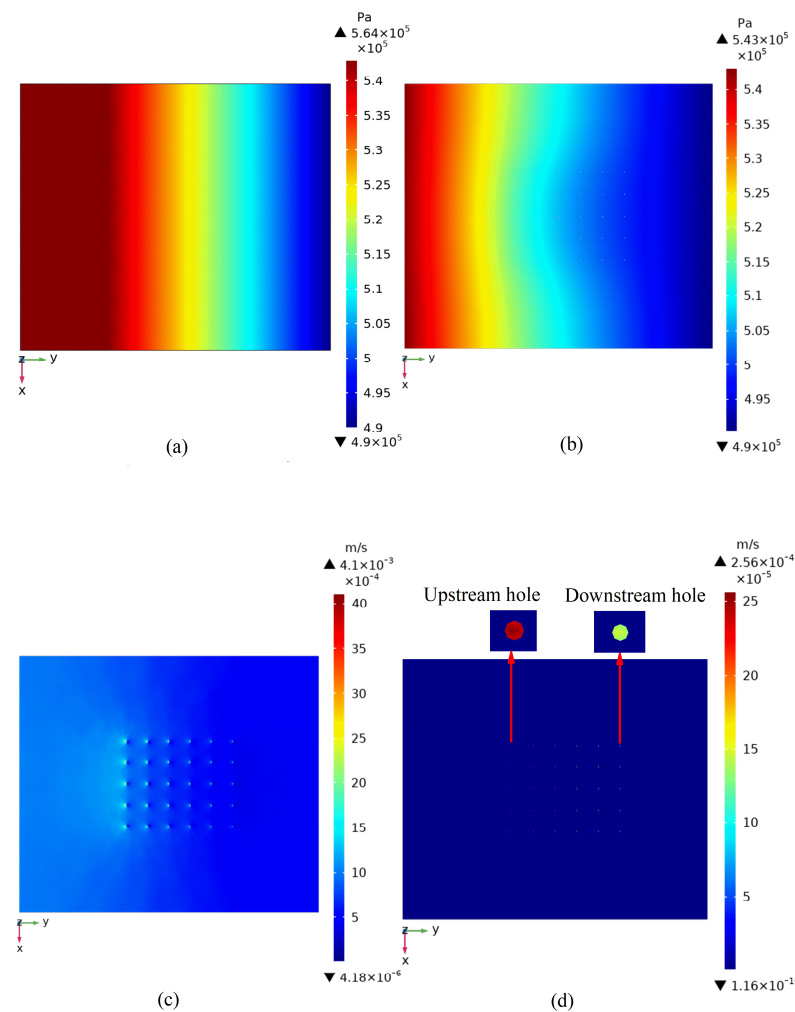 Pa
▲ 5.64×10⁵
×10⁵
5.4
5.35
5.3
5.25
5.2
5.15
5.1
5.05
5
4.95
4.9
▼ 4.9×10⁵
z y
x
(a)
Pa
▲ 5.43×10⁵
×10⁵
5.4
5.35
5.3
5.25
5.2
5.15
5.1
5.05
5
4.95
▼ 4.9×10⁵
z y
x
(b)
m/s
▲ 4.1×10⁻³
×10⁻⁴
40
35
30
25
20
15
10
5
▼ 4.18×10⁻⁶
z y
x
(c)
m/s
▲ 2.56×10⁻⁴
×10⁻⁵
Upstream hole Downstream hole
25
20
15
10
5
z y
x
(d)